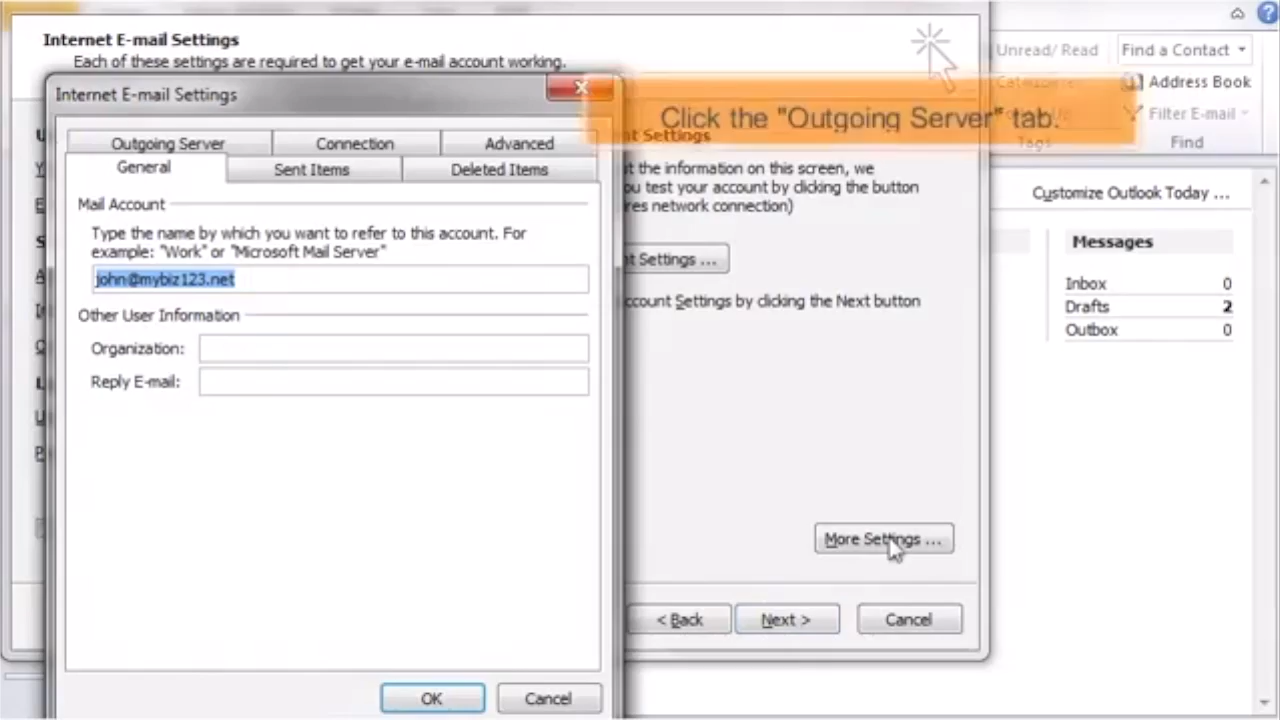 Internet E-mail Settings
Each of these settings are required to get your e-mail account working.
Internet E-mail Settings
Click the "Outgoing Server" tab.
Outgoing Server
Connection
Advanced
General
Sent Items
Deleted Items
Mail Account
Type the name by which you want to refer to this account. For
example: "Work" or "Microsoft Mail Server"
john@mybiz123.net
Other User Information
Organization:
Reply E-mail:
OK
Cancel
Settings
the information on this screen, we
test your account by clicking the button
network connection)
Settings ...
Settings by clicking the Next button
More Settings ...
< Back
Next >
Cancel
Unread/ Read
Find a Contact
Address Book
Filter E-mail
Tags
Find
Customize Outlook Today ...
Messages
Inbox 0
Drafts 2
Outbox 0